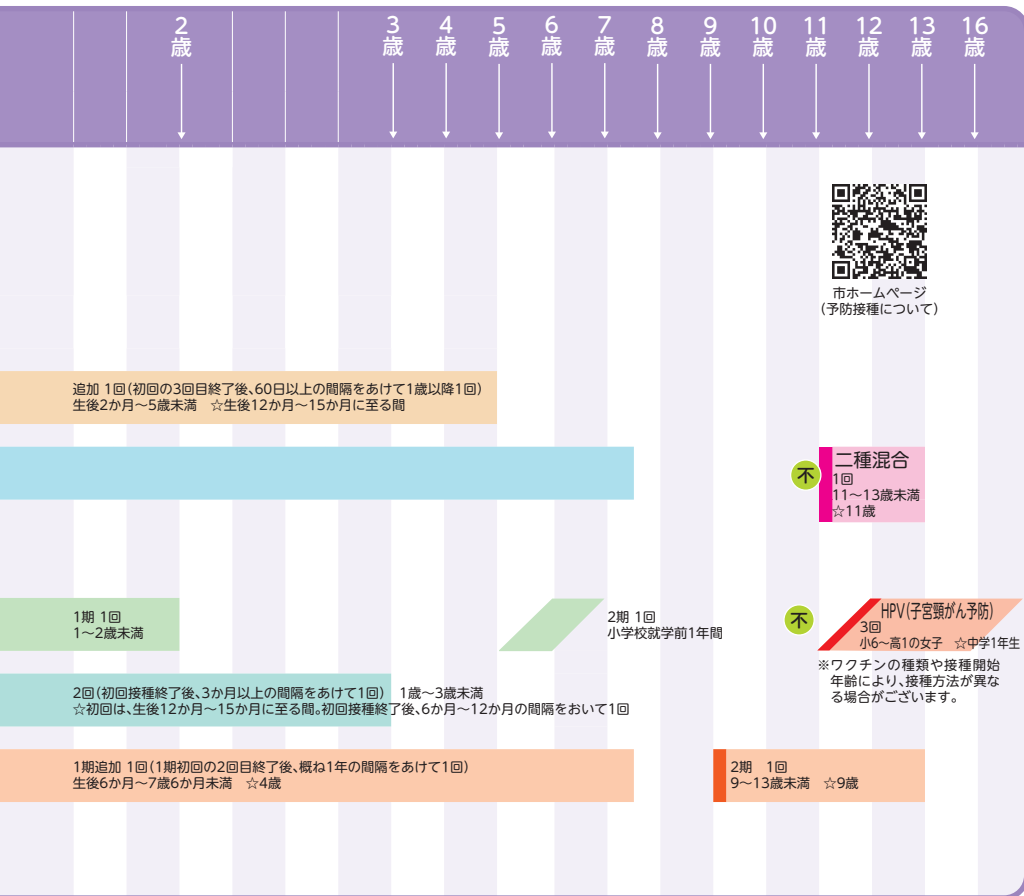 2歳
3歳
4歳
5歳
6歳
7歳
8歳
9歳
10歳
11歳
12歳
13歳
16歳
市ホームページ
(予防接種について)
追加 1回(初回の3回目終了後、60日以上の間隔をあけて1歳以降1回)
生後2か月～5歳未満　☆生後12か月～15か月に至る間
不
二種混合
1回
11～13歳未満
☆11歳
1期 1回
1～2歳未満
2期 1回
小学校就学前1年間
不
HPV(子宮頸がん予防)
3回
小6～高1の女子　☆中学1年生
※ワクチンの種類や接種開始
年齢により、接種方法が異な
る場合がございます。
2回(初回接種終了後、3か月以上の間隔をあけて1回)　1歳～3歳未満
☆初回は、生後12か月～15か月に至る間。初回接種終了後、6か月～12か月の間隔をおいて1回
1期追加 1回(1期初回の2回目終了後、概ね1年の間隔をあけて1回)
生後6か月～7歳6か月未満　☆4歳
2期　1回
9～13歳未満　☆9歳